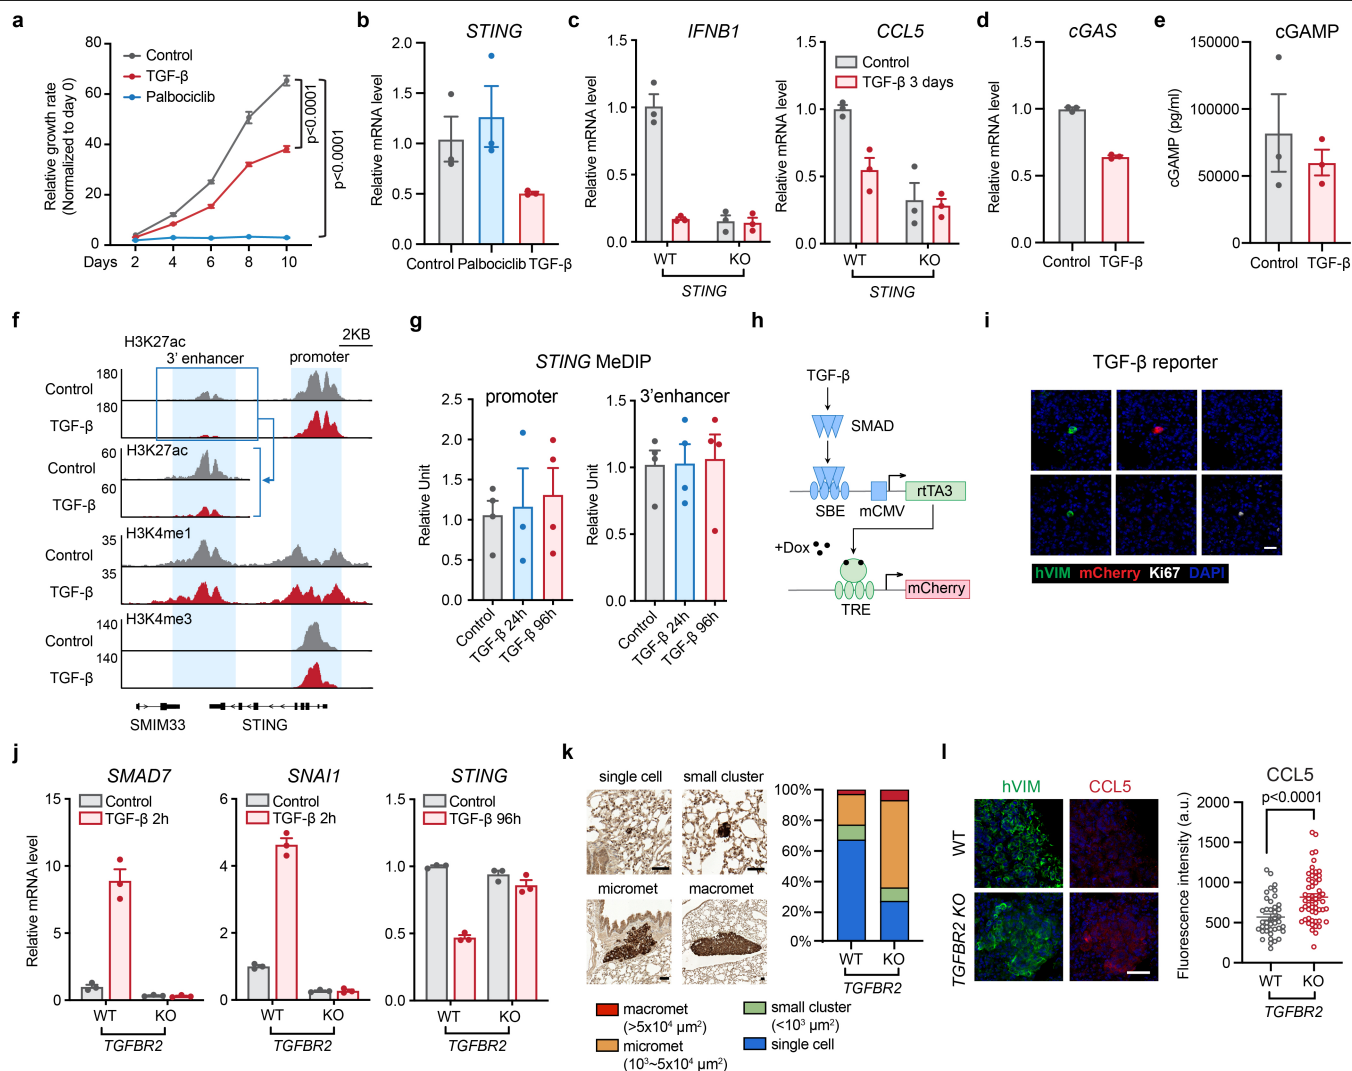 a
80
60
40
20
0
Relative growth rate
(Normalized to day 0)
Control
TGF-β
Palbociclib
p<0.0001
p<0.0001
Days 2 4 6 8 10
b
STING
2.0
1.5
1.0
0.5
0.0
Relative mRNA level
Control Palbociclib TGF-β
c
IFNB1
1.5
1.0
0.5
0.0
Relative mRNA level
WT KO
STING
CCL5
1.5
1.0
0.5
0.0
Relative mRNA level
Control
TGF-β 3 days
WT KO
STING
d
cGAS
1.5
1.0
0.5
0.0
Relative mRNA level
Control TGF-β
e
cGAMP
150000
100000
50000
0
cGAMP (pg/ml)
Control TGF-β
f
2KB
H3K27ac
3’ enhancer promoter
180
Control
180
TGF-β
H3K27ac
60
Control
60
TGF-β
H3K4me1
35
Control
35
TGF-β
H3K4me3
140
Control
140
TGF-β
SMIM33 STING
g
STING MeDIP
promoter
2.5
2.0
1.5
1.0
0.5
0.0
Relative Unit
Control
TGF-β 24h
TGF-β 96h
3’enhancer
1.5
1.0
0.5
0.0
Relative Unit
Control
TGF-β 24h
TGF-β 96h
h
TGF-β
SMAD
rtTA3
SBE mCMV
+Dox
mCherry
TRE
i
TGF-β reporter
hVIM mCherry Ki67 DAPI
j
SMAD7
15
10
5
0
Relative mRNA level
Control
TGF-β 2h
WT KO
TGFBR2
SNAI1
6
4
2
0
Control
TGF-β 2h
WT KO
TGFBR2
STING
1.5
1.0
0.5
0.0
Control
TGF-β 96h
WT KO
TGFBR2
k
single cell small cluster
micromet macromet
100%
80%
60%
40%
20%
0%
WT KO
TGFBR2
macromet
(>5x10⁴ µm²)
micromet
(10³~5x10⁴ µm²)
small cluster
(<10³ µm²)
single cell
l
hVIM CCL5
WT
TGFBR2 KO
CCL5
p<0.0001
2000
1500
1000
500
0
Fluorescence intensity (a.u.)
WT KO
TGFBR2